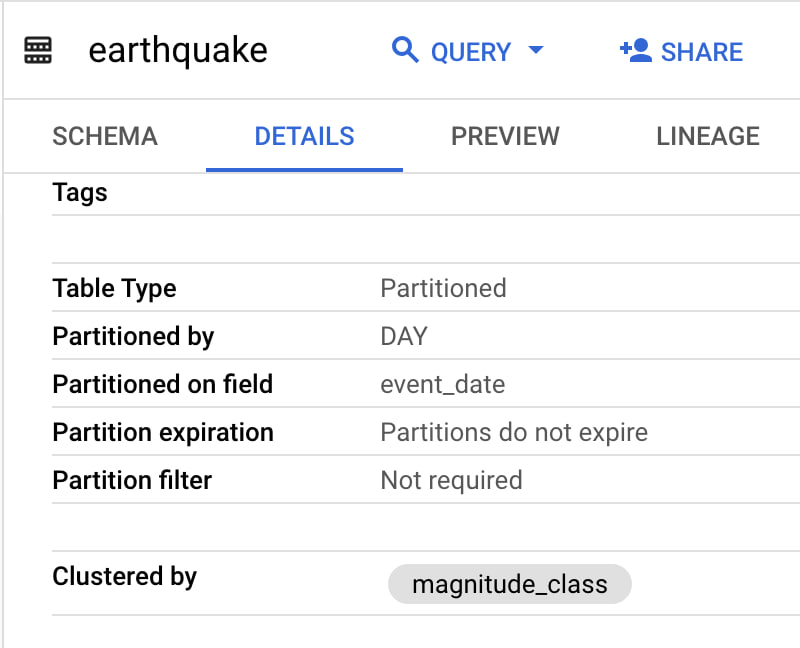 earthquake QUERY SHARE
SCHEMA DETAILS PREVIEW LINEAGE
Tags
Table Type Partitioned
Partitioned by DAY
Partitioned on field event_date
Partition expiration Partitions do not expire
Partition filter Not required
Clustered by magnitude_class